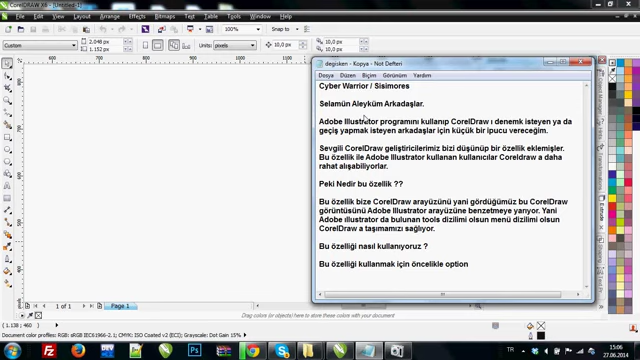 CorelDRAW X6 - [Untitled-1]
File Edit View Layout Arrange Effects Bitmaps Text Table Tools Window Help
100% Snap to
Custom 2.048 px 1.152 px Units: pixels 10,0 px 10,0 px
degisken - Kopya - Not Defteri
Dosya Düzen Biçim Görünüm Yardım
Cyber Warrior / Sisimores
Selamün Aleyküm Arkadaşlar.
Adobe Illustrator programını kullanıp CorelDraw ı denemk isteyen ya da
geçiş yapmak isteyen arkadaşlar için küçük bir ipucu vereceğim.
Sevgili CorelDraw geliştiricilerimiz bizi düşünüp bir özellik eklemişler.
Bu özellik ile Adobe Illustrator kullanan kullanıcılar Coreldraw a daha
rahat alışabiliyorlar.
Peki Nedir bu özellik ??
Bu özellik bize CorelDraw arayüzünü yani gördüğümüz bu CorelDraw
görüntüsünü Adobe Illustrator arayüzüne benzetmeye yarıyor. Yani
Adobe ıllustrator da bulunan tools dizilimi olsun menü dizilimi olsun
CorelDraw a taşımamızı sağlıyor.
Bu özelliği nasıl kullanıyoruz ?
Bu özelliği kullanmak için öncelikle option
1 of 1 Page 1
Drag colors (or objects) here to store these colors with your document
(1.138; 460)
Document color profiles: RGB: sRGB IEC61966-2.1; CMYK: ISO Coated v2 (ECI); Grayscale: Dot Gain 15%
TR 15:06
27.06.2014